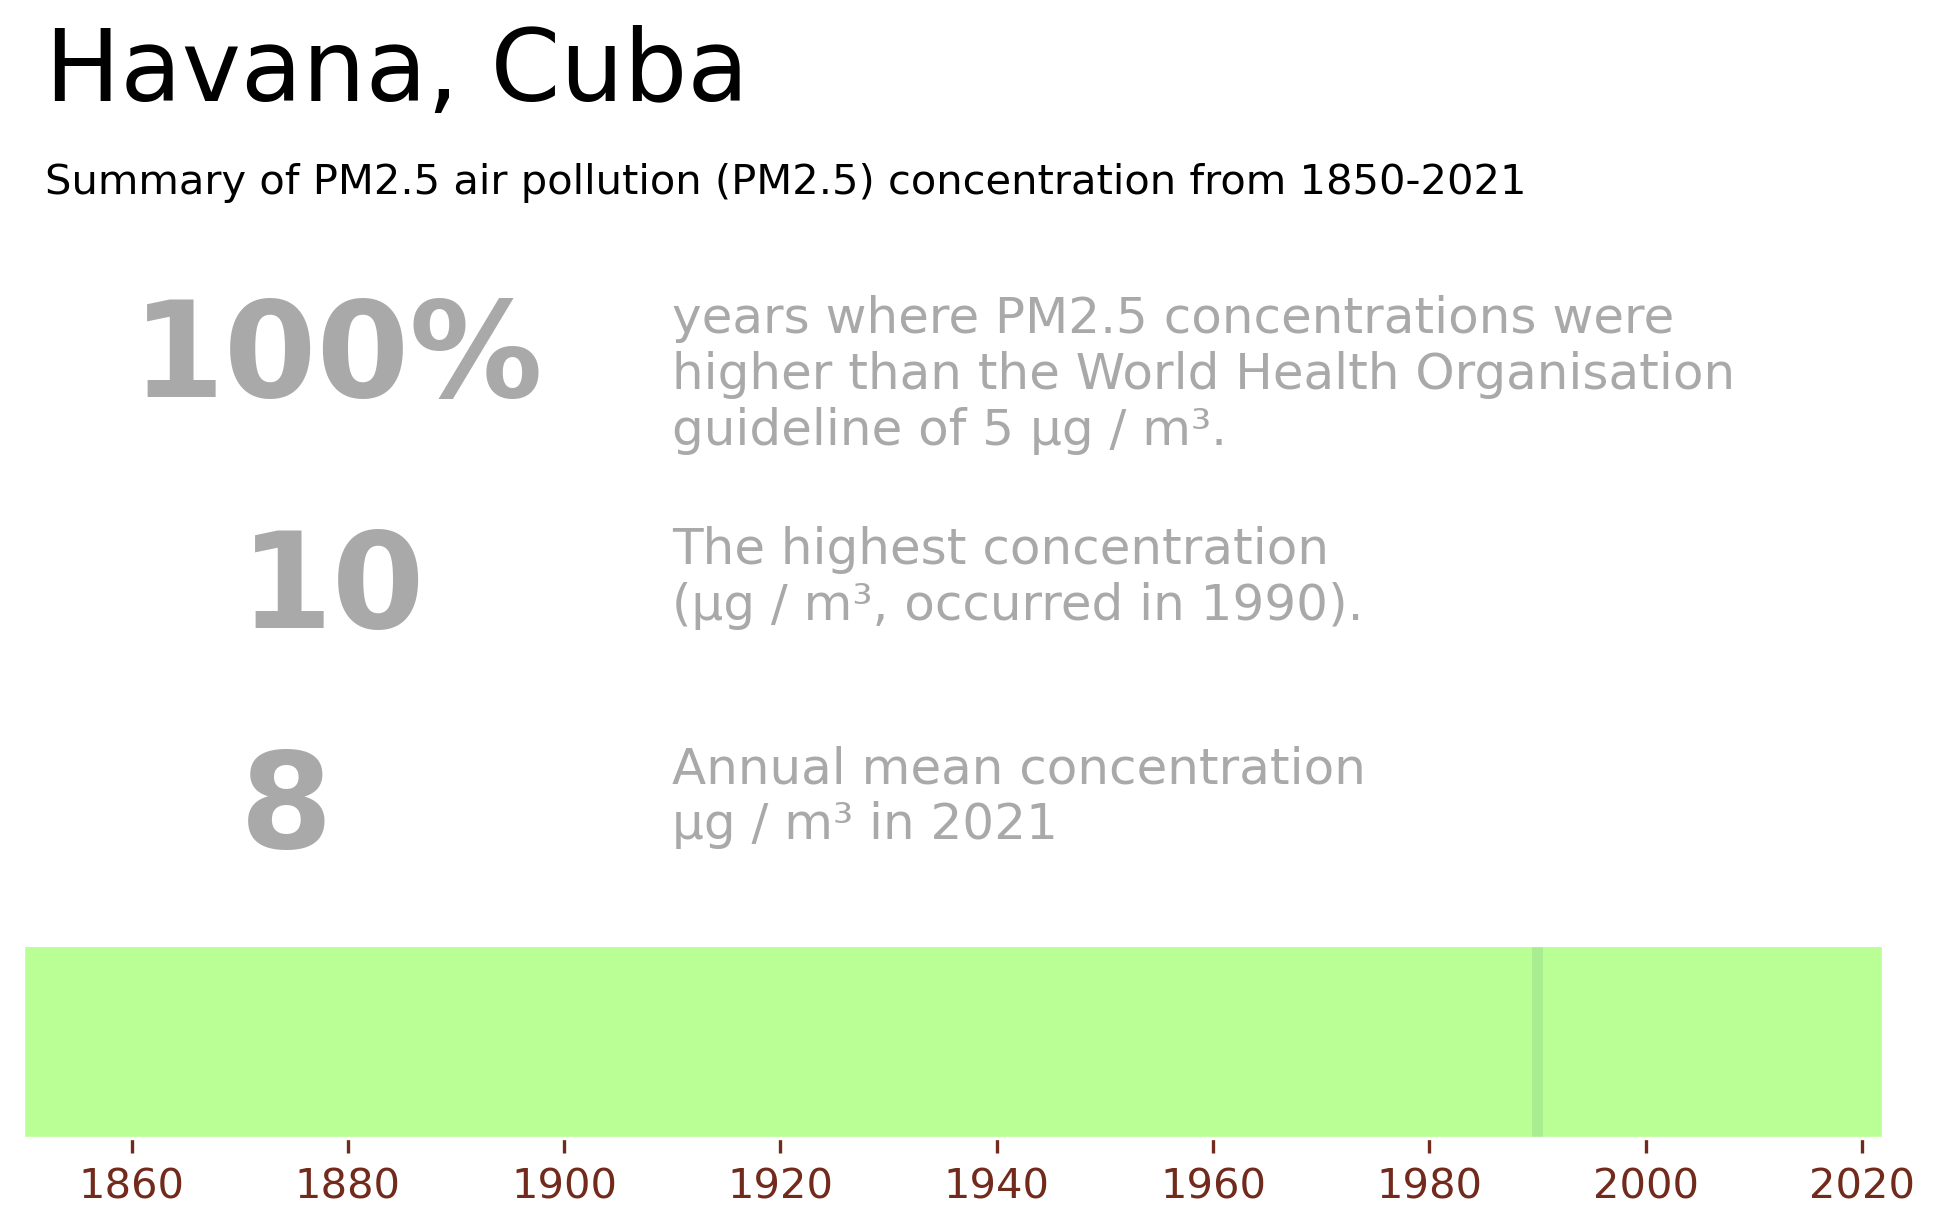 Havana, Cuba
Summary of PM2.5 air pollution (PM2.5) concentration from 1850-2021
100%
years where PM2.5 concentrations were
higher than the World Health Organisation
guideline of 5 µg / m³.
10
The highest concentration
(µg / m³, occurred in 1990).
8
Annual mean concentration
µg / m³ in 2021
1860 1880 1900 1920 1940 1960 1980 2000 2020